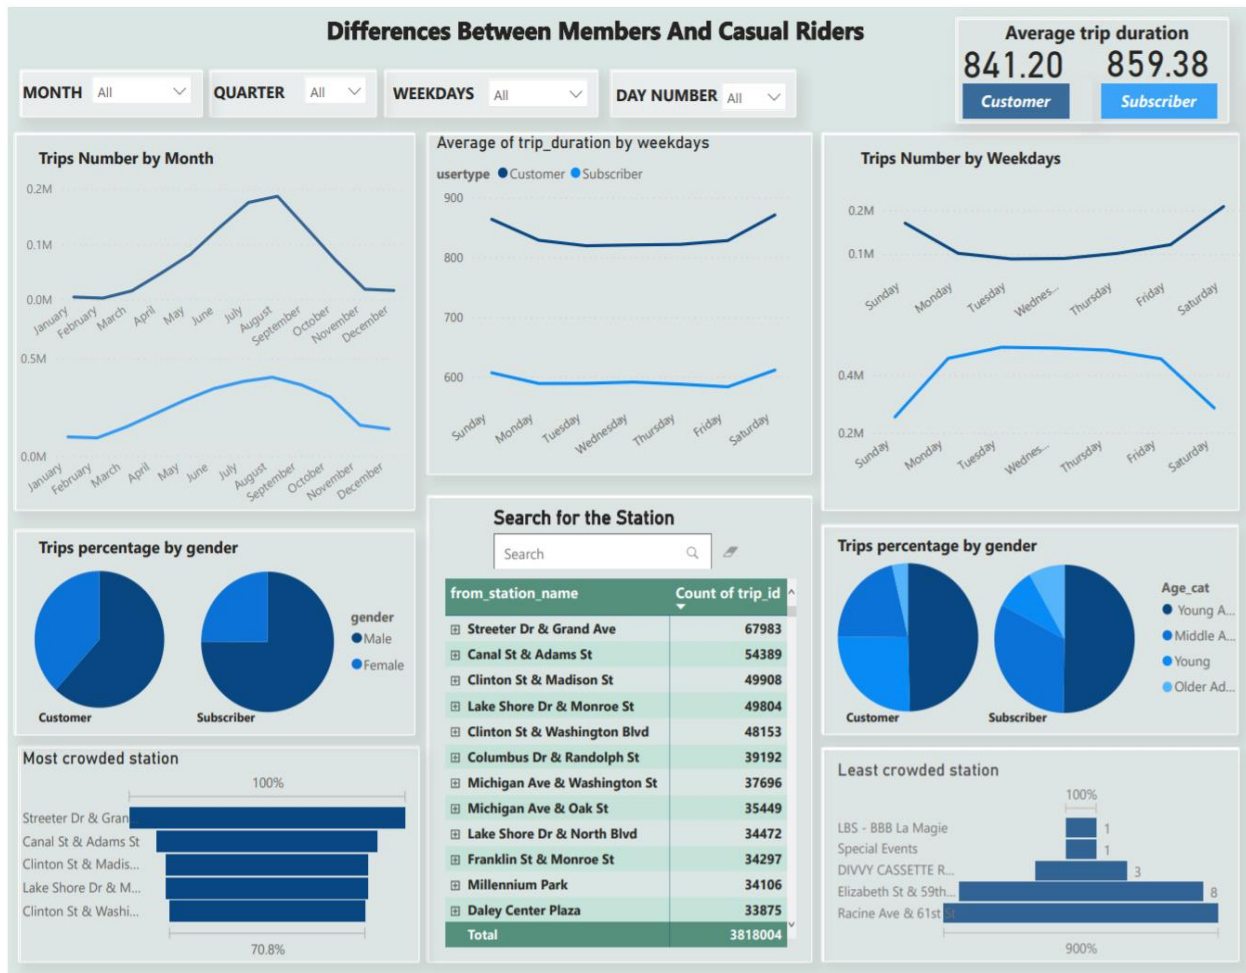 Differences Between Members And Casual Riders
Average trip duration
841.20 859.38
Customer Subscriber
MONTH All
QUARTER All
WEEKDAYS All
DAY NUMBER All
Trips Number by Month
0.2M
0.1M
0.0M
January February March April May June July August September October November December
0.5M
0.0M
January February March April May June July August September October November December
Average of trip_duration by weekdays
usertype Customer Subscriber
900
800
700
600
Sunday Monday Tuesday Wednesday Thursday Friday Saturday
Trips Number by Weekdays
0.2M
0.1M
Sunday Monday Tuesday Wednes... Thursday Friday Saturday
0.4M
0.2M
Sunday Monday Tuesday Wednes... Thursday Friday Saturday
Trips percentage by gender
gender
Male
Female
Customer Subscriber
Search for the Station
Search
from_station_name Count of trip_id
Streeter Dr & Grand Ave 67983
Canal St & Adams St 54389
Clinton St & Madison St 49908
Lake Shore Dr & Monroe St 49804
Clinton St & Washington Blvd 48153
Columbus Dr & Randolph St 39192
Michigan Ave & Washington St 37696
Michigan Ave & Oak St 35449
Lake Shore Dr & North Blvd 34472
Franklin St & Monroe St 34297
Millennium Park 34106
Daley Center Plaza 33875
Total 3818004
Trips percentage by gender
Age_cat
Young A...
Middle A...
Young
Older Ad...
Customer Subscriber
Most crowded station
100%
Streeter Dr & Gran
Canal St & Adams St
Clinton St & Madis...
Lake Shore Dr & M...
Clinton St & Washi...
70.8%
Least crowded station
100%
LBS - BBB La Magie 1
Special Events 1
DIVVY CASSETTE R... 3
Elizabeth St & 59th... 8
Racine Ave & 61st St
900%